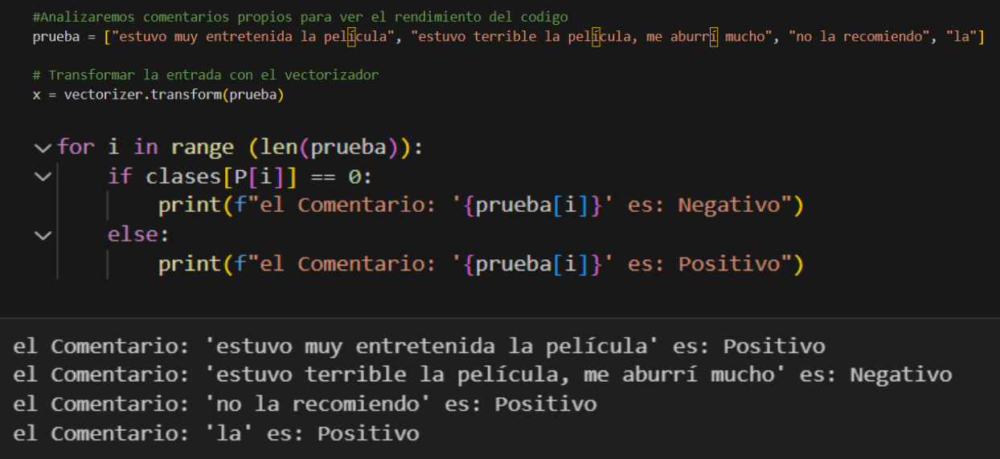 #Analizaremos comentarios propios para ver el rendimiento del codigo
prueba = ["estuvo muy entretenida la película", "estuvo terrible la película, me aburrí mucho", "no la recomiendo", "la"]
# Transformar la entrada con el vectorizador
x = vectorizer.transform(prueba)
for i in range (len(prueba)):
if clases[P[i]] == 0:
print(f"el Comentario: '{prueba[i]}' es: Negativo")
else:
print(f"el Comentario: '{prueba[i]}' es: Positivo")
el Comentario: 'estuvo muy entretenida la película' es: Positivo
el Comentario: 'estuvo terrible la película, me aburrí mucho' es: Negativo
el Comentario: 'no la recomiendo' es: Positivo
el Comentario: 'la' es: Positivo